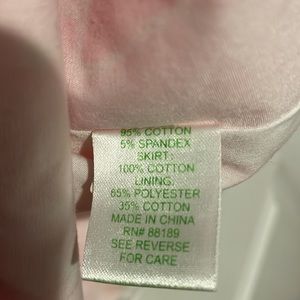 95% COTTON
5% SPANDEX
SKIRT:
100% COTTON
LINING:
65% POLYESTER
35% COTTON
MADE IN CHINA
RN# 88189
SEE REVERSE
FOR CARE